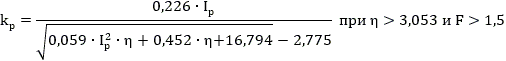 kр = 0,226 · Iр / √(0,059 · Iр² · η + 0,452 · η+16,794) − 2,775 при η > 3,053 и F > 1,5